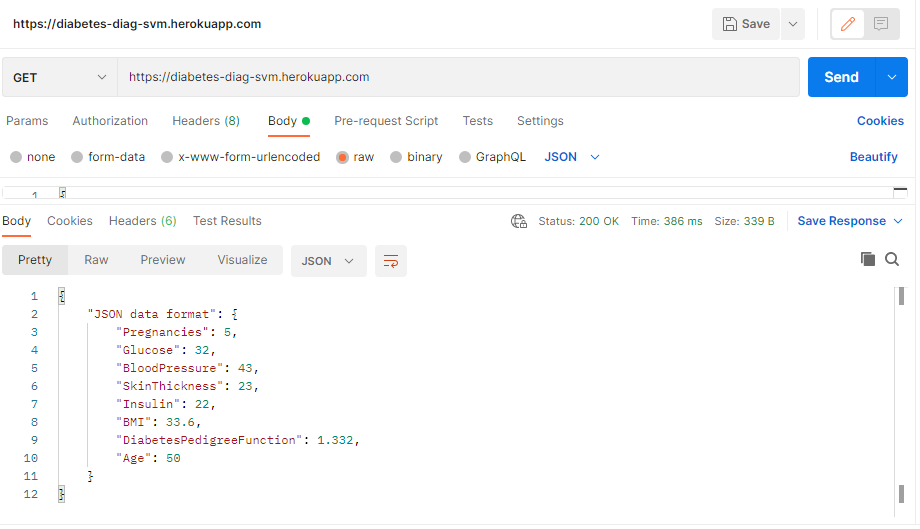 https://diabetes-diag-svm.herokuapp.com Save
GET https://diabetes-diag-svm.herokuapp.com Send
Params Authorization Headers (8) Body Pre-request Script Tests Settings Cookies
none form-data x-www-form-urlencoded raw binary GraphQL JSON Beautify
1 {
Body Cookies Headers (6) Test Results Status: 200 OK Time: 386 ms Size: 339 B Save Response
Pretty Raw Preview Visualize JSON
1 {
2 "JSON data format": {
3 "Pregnancies": 5,
4 "Glucose": 32,
5 "BloodPressure": 43,
6 "SkinThickness": 23,
7 "Insulin": 22,
8 "BMI": 33.6,
9 "DiabetesPedigreeFunction": 1.332,
10 "Age": 50
11 }
12 }